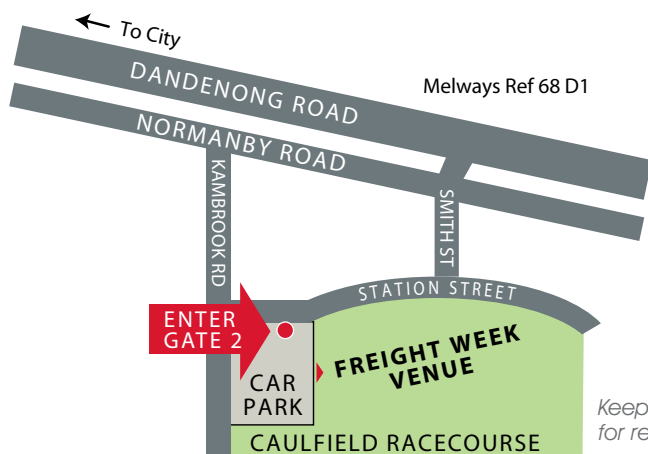 To City
DANDENONG ROAD
Melways Ref 68 D1
NORMANBY ROAD
KAMBROOK RD
SMITH ST
STATION STREET
ENTER
GATE 2
FREIGHT WEEK
VENUE
CAR
PARK
Keep
for re
CAULFIELD RACECOURSE